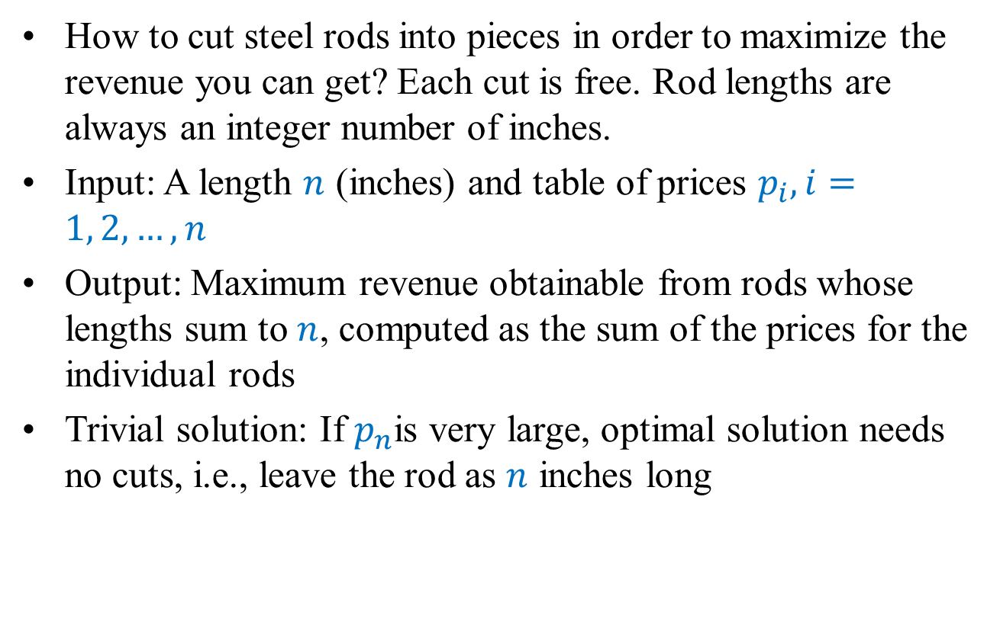 • How to cut steel rods into pieces in order to maximize the
revenue you can get? Each cut is free. Rod lengths are
always an integer number of inches.
• Input: A length n (inches) and table of prices pᵢ, i =
1, 2, … , n
• Output: Maximum revenue obtainable from rods whose
lengths sum to n, computed as the sum of the prices for the
individual rods
• Trivial solution: If pₙ is very large, optimal solution needs
no cuts, i.e., leave the rod as n inches long